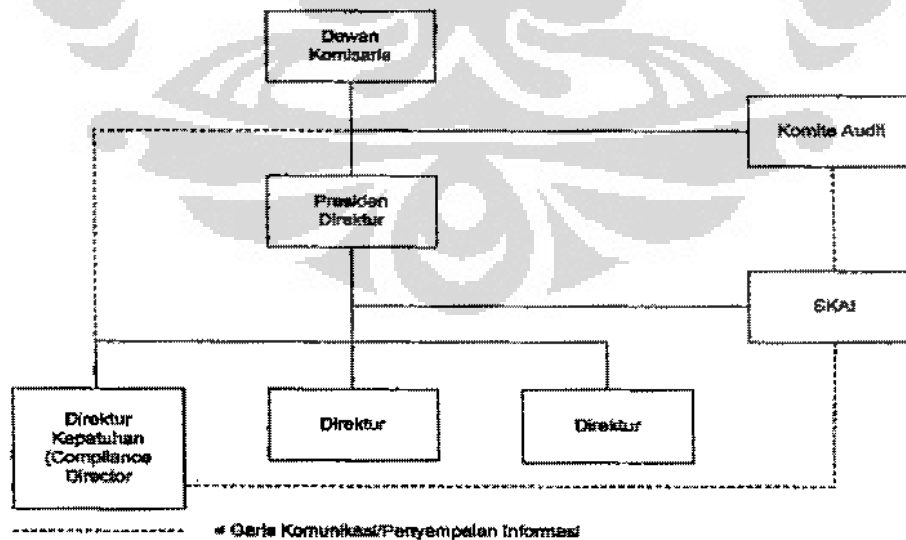 Dewan
Komisaris
Komite Audit
Presiden
Direktur
SKAI
Direktur
Kepatuhan
(Compliance
Director
Direktur
Direktur
= Garis Komunikasi/Penyampaian Informasi